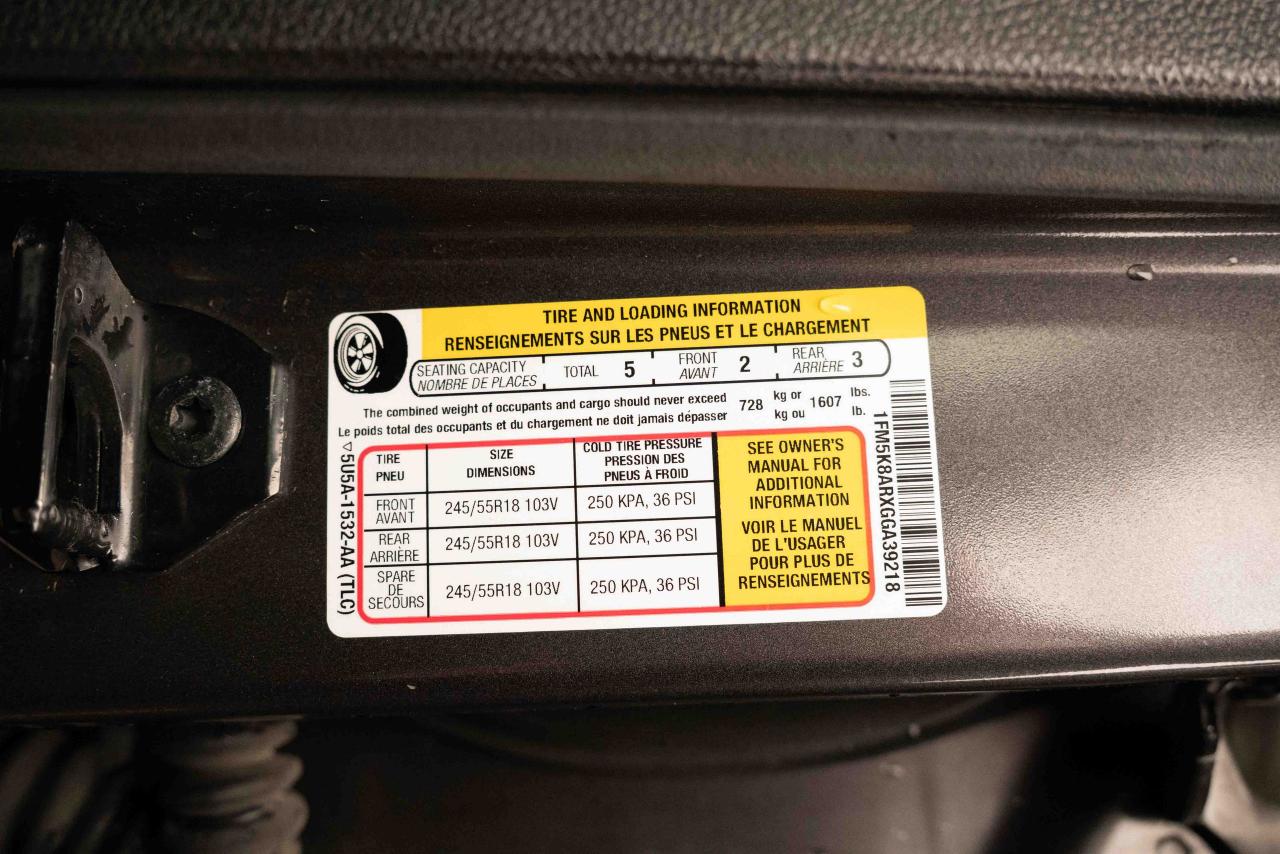 TIRE AND LOADING INFORMATION
RENSEIGNEMENTS SUR LES PNEUS ET LE CHARGEMENT
SEATING CAPACITY
NOMBRE DE PLACES
TOTAL 5
FRONT
AVANT
2
REAR
ARRIÈRE
3
The combined weight of occupants and cargo should never exceed
Le poids total des occupants et du chargement ne doit jamais dépasser
728
kg or
kg ou
1607
lbs.
lb.
TIRE
PNEU
SIZE
DIMENSIONS
COLD TIRE PRESSURE
PRESSION DES
PNEUS À FROID
FRONT
AVANT
245/55R18 103V
250 KPA, 36 PSI
REAR
ARRIÈRE
245/55R18 103V
250 KPA, 36 PSI
SPARE
DE
SECOURS
245/55R18 103V
250 KPA, 36 PSI
SEE OWNER'S
MANUAL FOR
ADDITIONAL
INFORMATION
VOIR LE MANUEL
DE L'USAGER
POUR PLUS DE
RENSEIGNEMENTS
5U5A-1532-AA (TLC)
1FM5K8ARXGGA39218